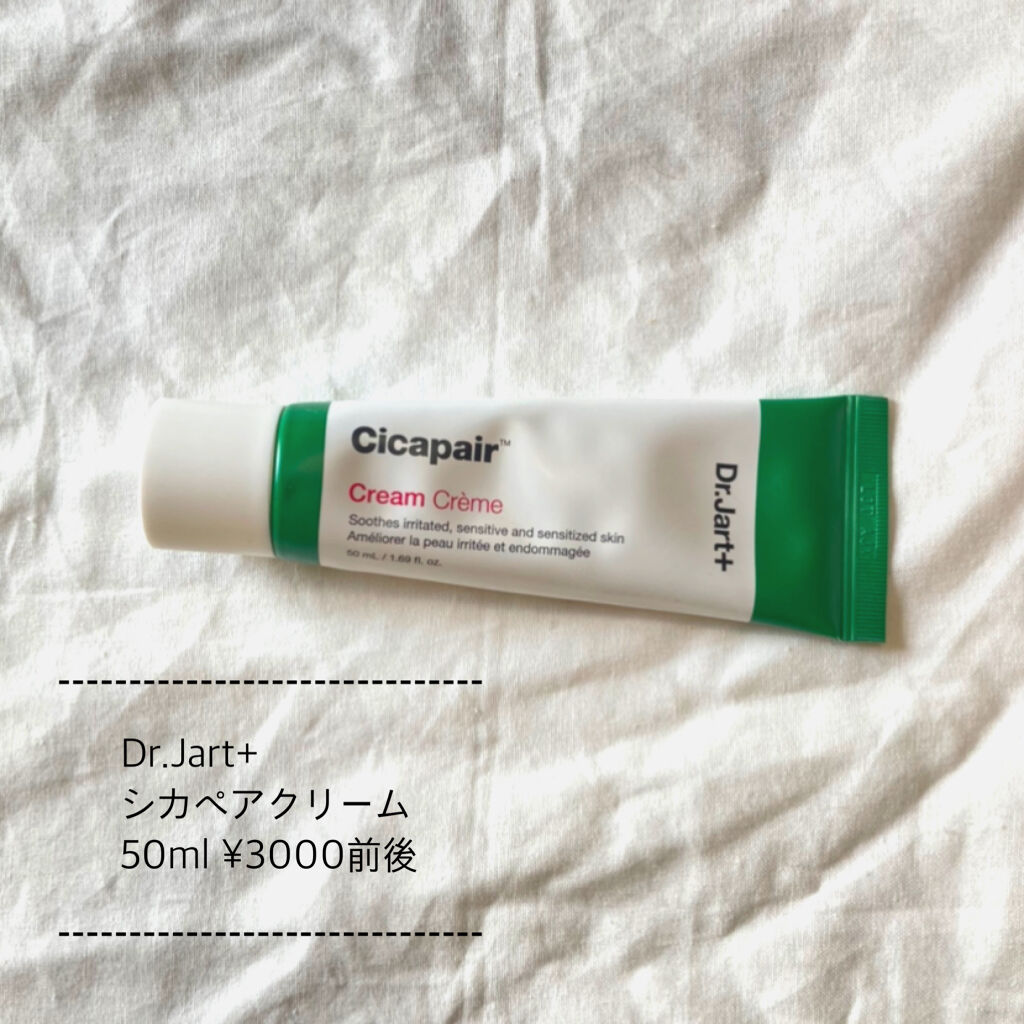 Cicapair™
Cream Crème
Soothes irritated, sensitive and sensitized skin
Améliorer la peau irritée et endommagée
50 mL / 1.69 fl. oz.
Dr.Jart+
Dr.Jart+
シカペアクリーム
50ml ¥3000前後